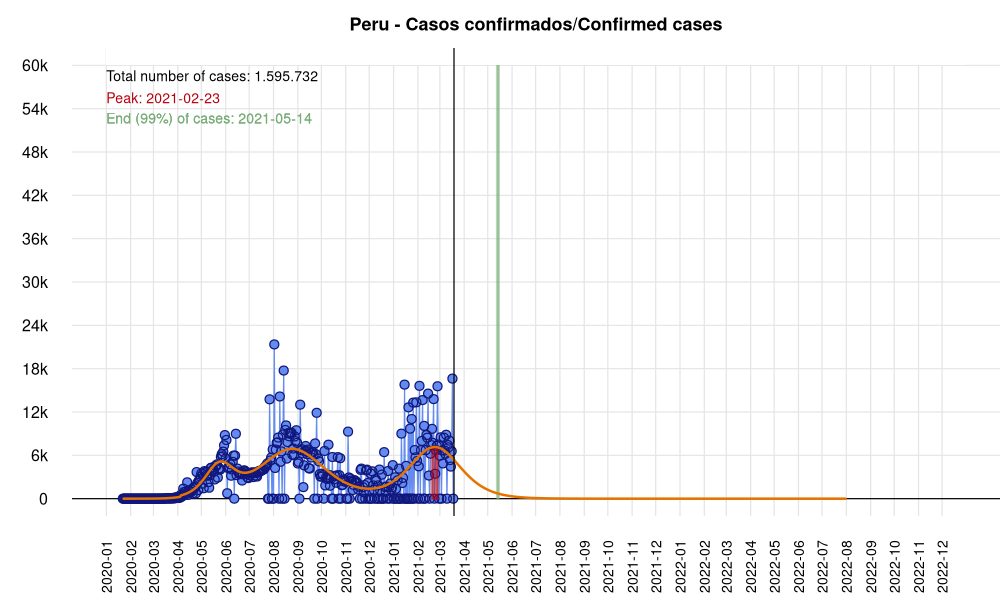 Peru - Casos confirmados/Confirmed cases
Total number of cases: 1.595.732
Peak: 2021-02-23
End (99%) of cases: 2021-05-14
60k
54k
48k
42k
36k
30k
24k
18k
12k
6k
0
2020-01
2020-02
2020-03
2020-04
2020-05
2020-06
2020-07
2020-08
2020-09
2020-10
2020-11
2020-12
2021-01
2021-02
2021-03
2021-04
2021-05
2021-06
2021-07
2021-08
2021-09
2021-10
2021-11
2021-12
2022-01
2022-02
2022-03
2022-04
2022-05
2022-06
2022-07
2022-08
2022-09
2022-10
2022-11
2022-12